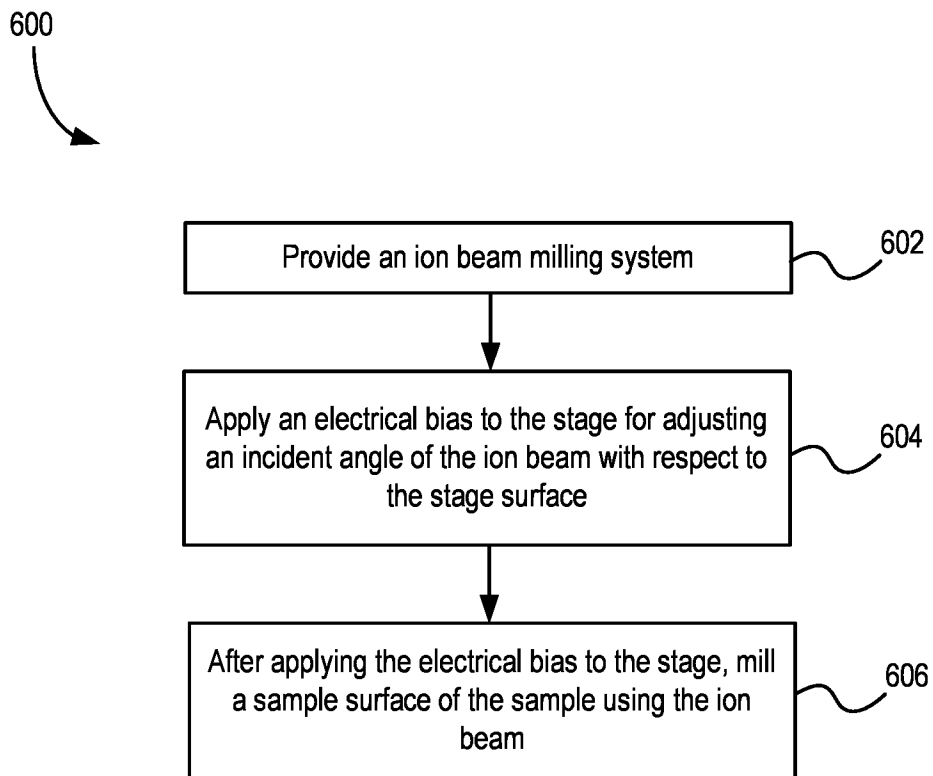 600
Provide an ion beam milling system
602
Apply an electrical bias to the stage for adjusting
an incident angle of the ion beam with respect to
the stage surface
604
After applying the electrical bias to the stage, mill
a sample surface of the sample using the ion
beam
606